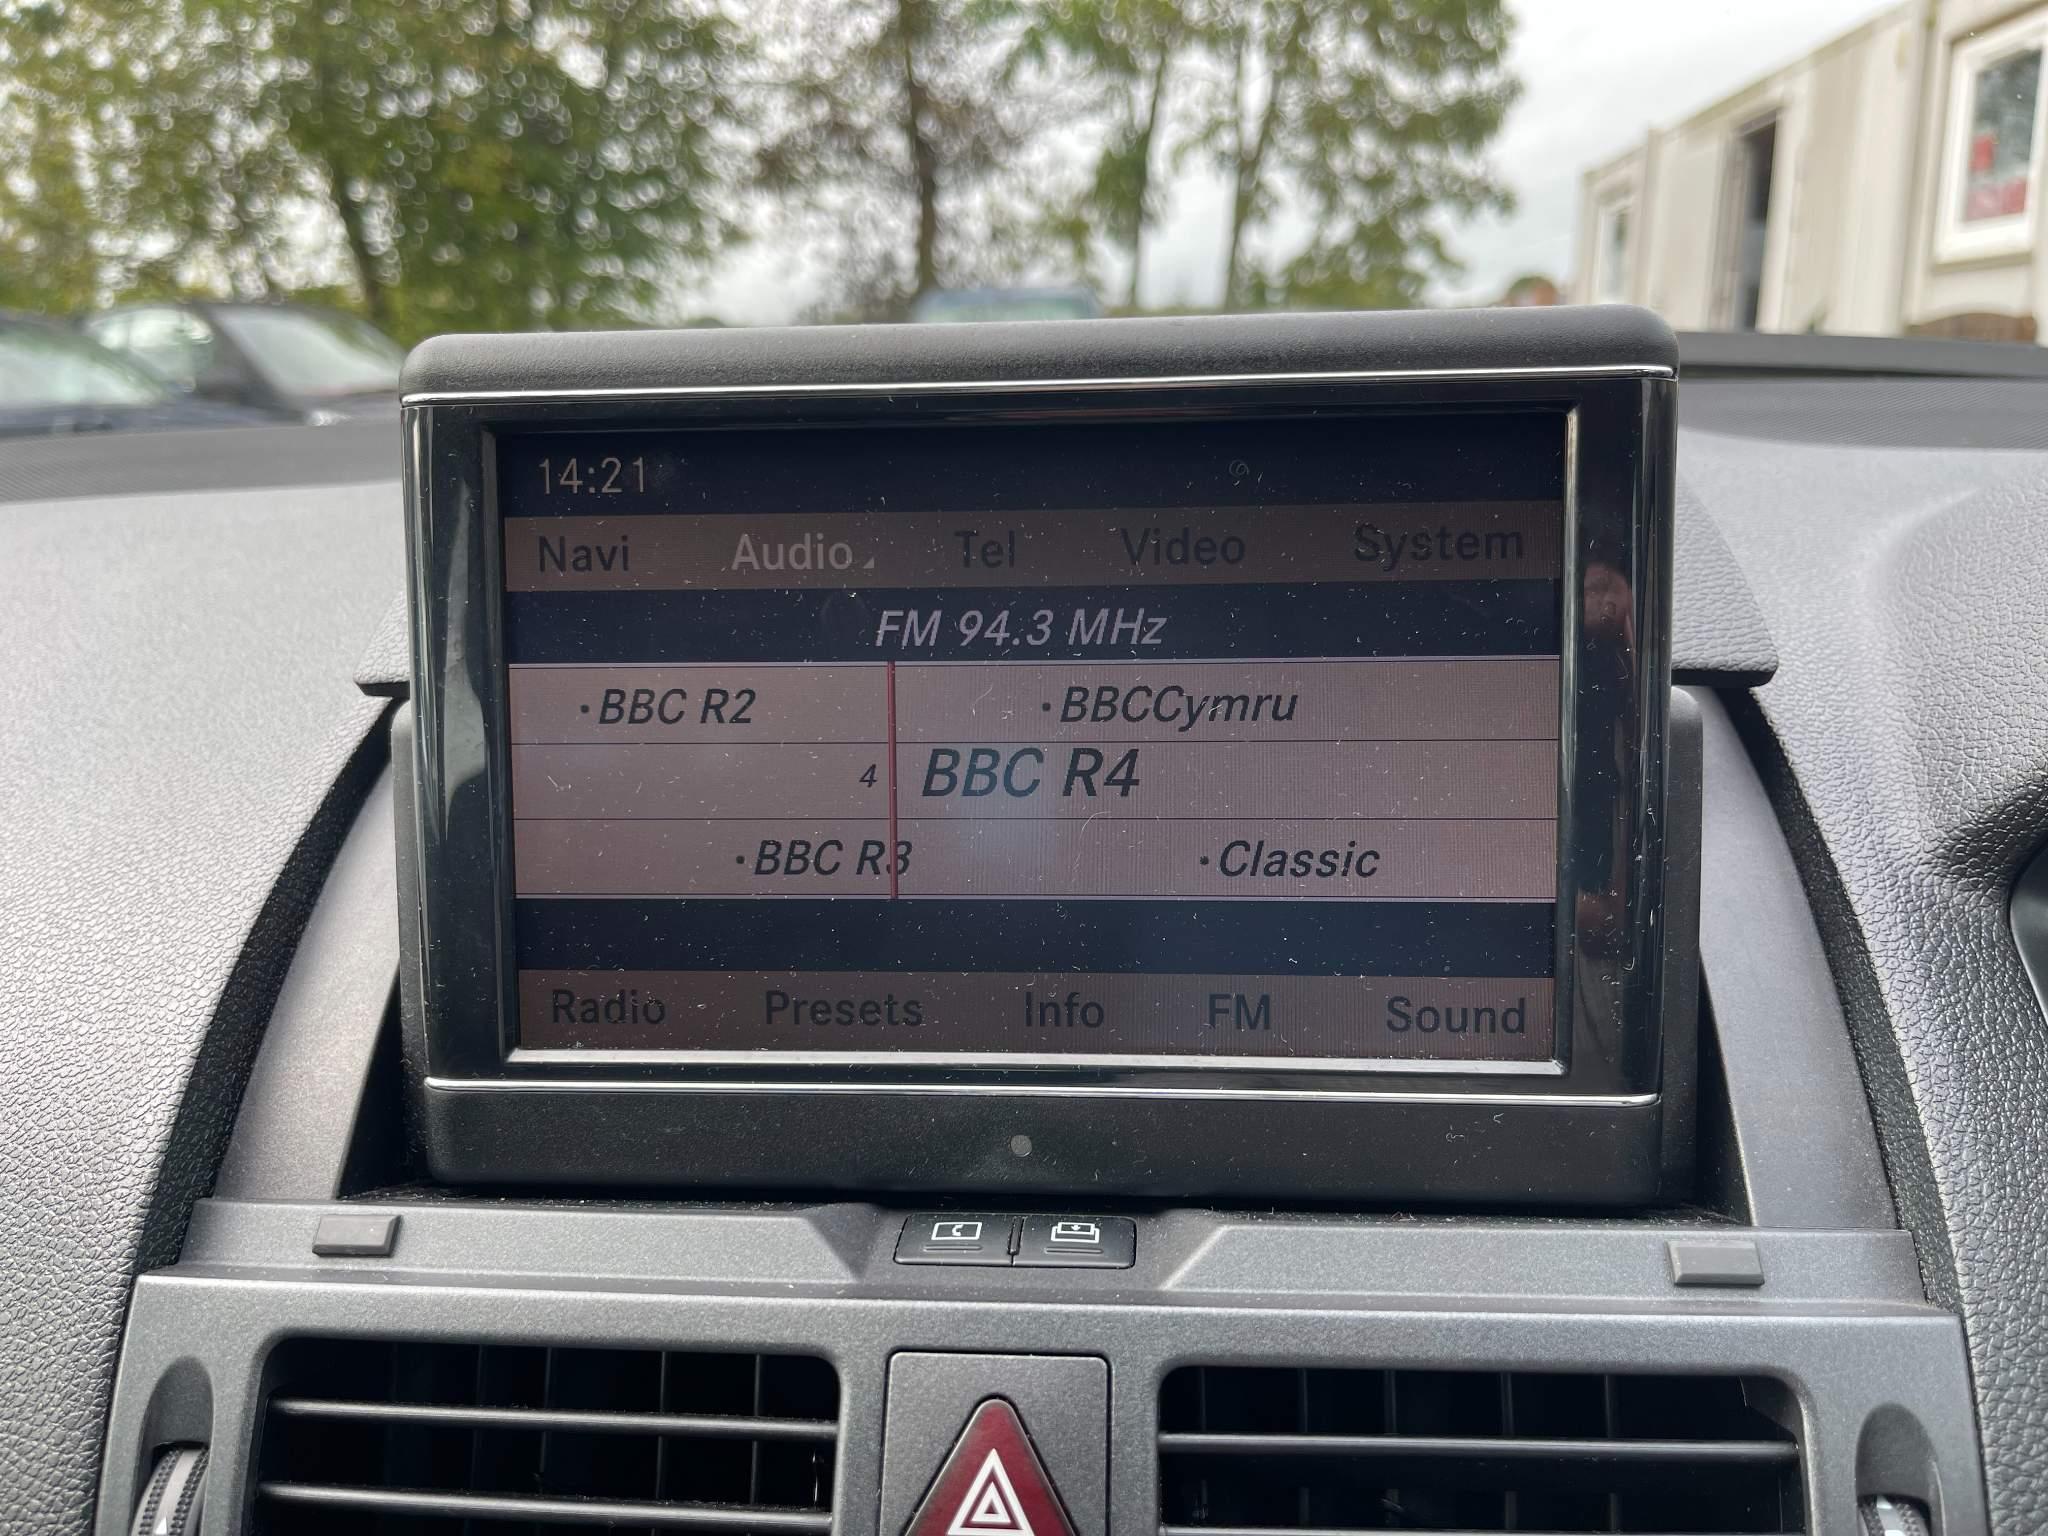 14:21
Navi Audio Tel Video System
FM 94.3 MHz
·BBC R2 ·BBCCymru
4 BBC R4
·BBC R3 ·Classic
Radio Presets Info FM Sound